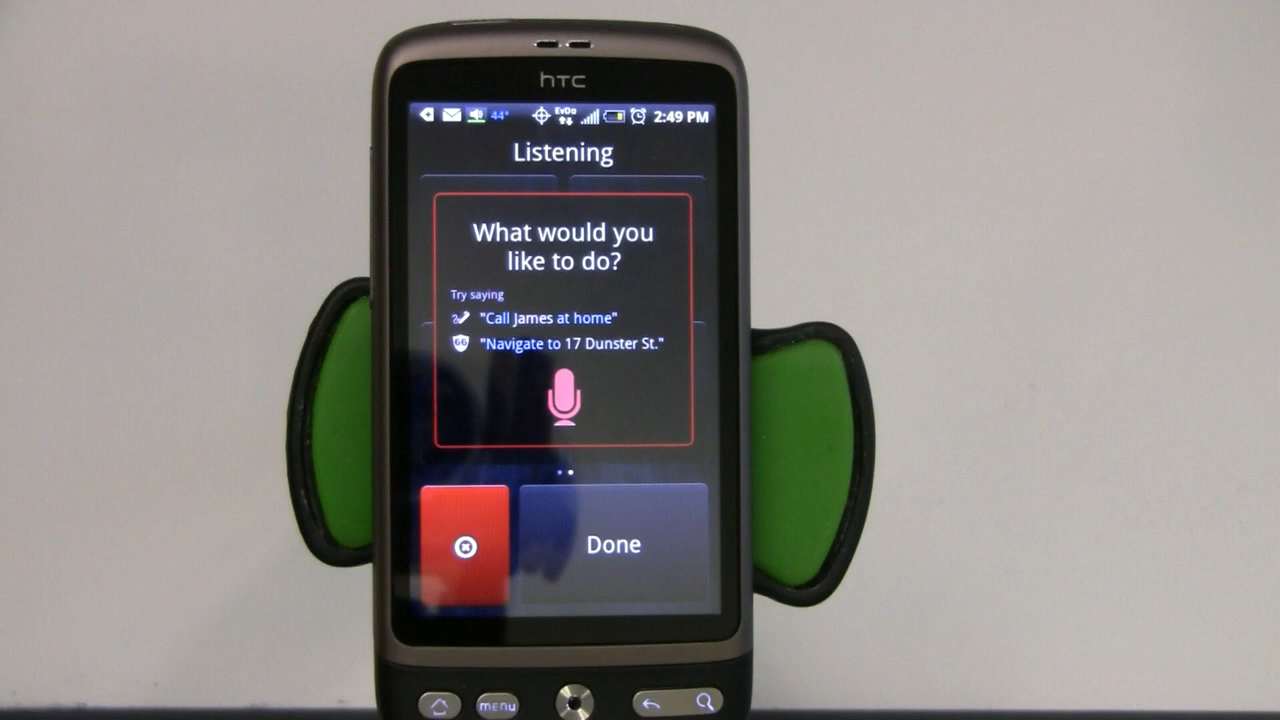 hTC
44° EvDo 2:49 PM
Listening
What would you
like to do?
Try saying
"Call James at home"
66 "Navigate to 17 Dunster St."
Done
menu